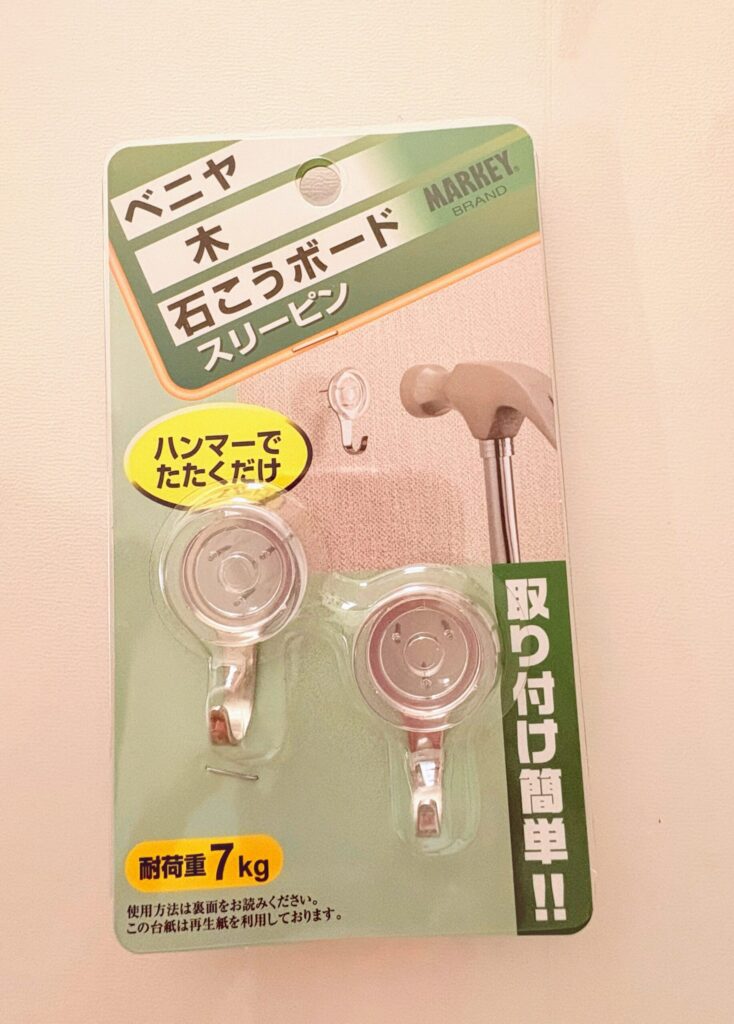 ベニヤ
木
石こうボード
スリーピン
MARKEY®
BRAND
ハンマーで
たたくだけ
取り付け簡単!!
耐荷重7kg
使用方法は裏面をお読みください。
この台紙は再生紙を利用しております。